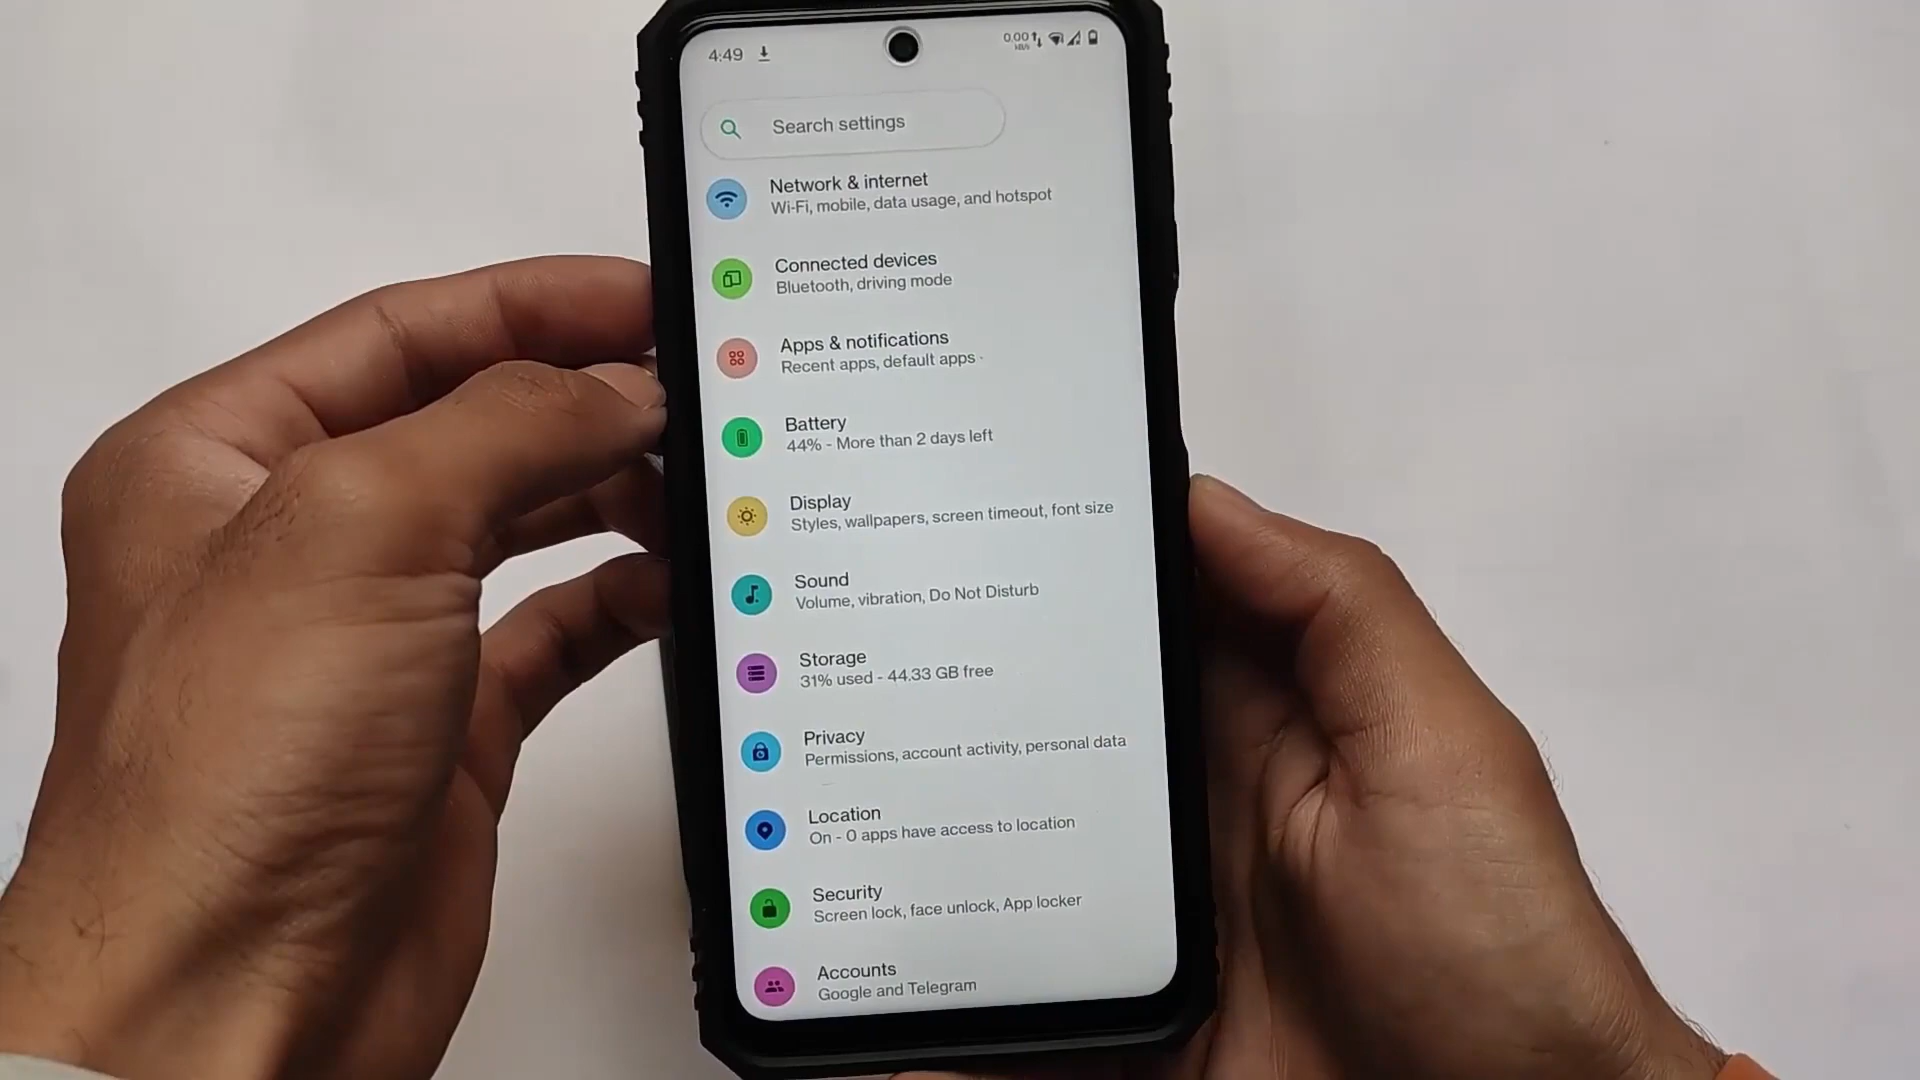 4:49
0.00
kB/s
Search settings
Network & internet
Wi-Fi, mobile, data usage, and hotspot
Connected devices
Bluetooth, driving mode
Apps & notifications
Recent apps, default apps
Battery
44% - More than 2 days left
Display
Styles, wallpapers, screen timeout, font size
Sound
Volume, vibration, Do Not Disturb
Storage
31% used - 44.33 GB free
Privacy
Permissions, account activity, personal data
Location
On - 0 apps have access to location
Security
Screen lock, face unlock, App locker
Accounts
Google and Telegram